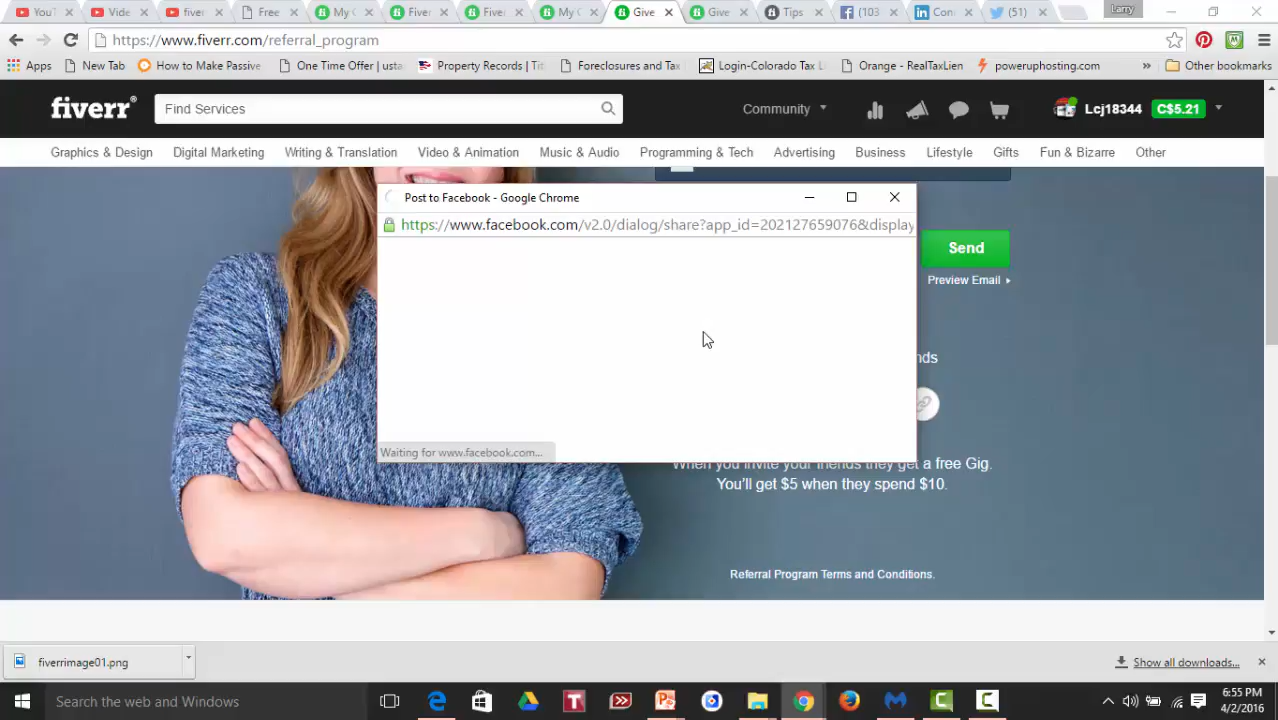 YouT
Vide
fiverr
Free
My C
Fiver
Fiver
My C
Give
Give
Tips
(103
Con
(51)
Larry
https://www.fiverr.com/referral_program
Apps
New Tab
How to Make Passive
One Time Offer | usta
Property Records | Tit
Foreclosures and Tax
Login-Colorado Tax Li
Orange - RealTaxLien
poweruphosting.com
»
Other bookmarks
fiverr®
Find Services
Community
Lcj18344
C$5.21
Graphics & Design
Digital Marketing
Writing & Translation
Video & Animation
Music & Audio
Programming & Tech
Advertising
Business
Lifestyle
Gifts
Fun & Bizarre
Other
Post to Facebook - Google Chrome
https://www.facebook.com/v2.0/dialog/share?app_id=202127659076&display
Send
Preview Email
nds
Waiting for www.facebook.com...
When you invite your friends they get a free Gig.
You'll get $5 when they spend $10.
Referral Program Terms and Conditions.
fiverrimage01.png
Show all downloads...
Search the web and Windows
6:55 PM
4/2/2016